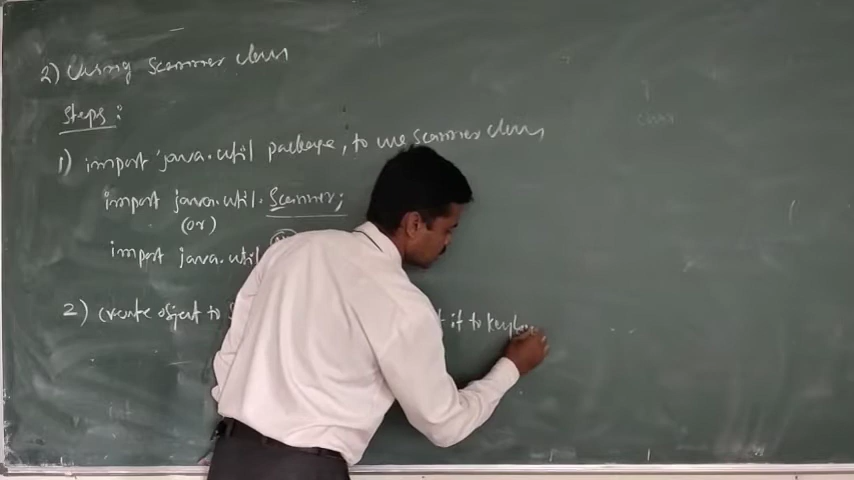 2) Using Scanner class
Steps:
1) import java.util package, to use Scanner class,
import java.util.Scanner;
(or)
import java.util
2) create object to it to keyboa